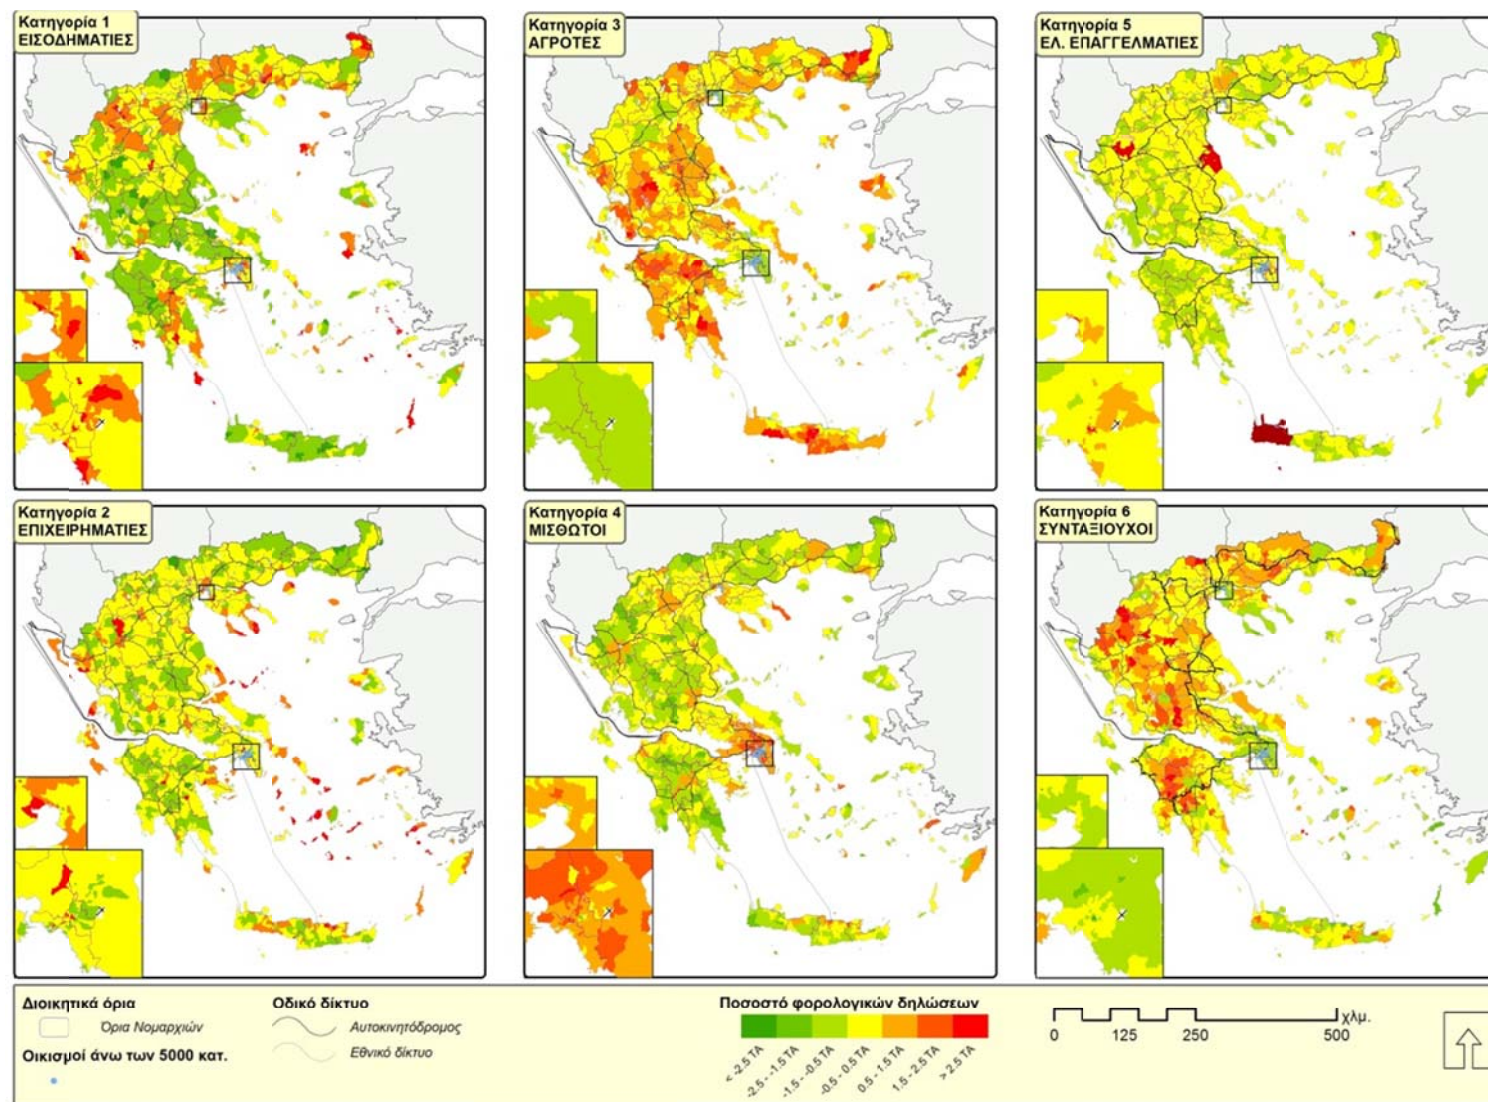 Κατηγορία 1
ΕΙΣΟΔΗΜΑΤΙΕΣ
Κατηγορία 3
ΑΓΡΟΤΕΣ
Κατηγορία 5
ΕΛ. ΕΠΑΓΓΕΛΜΑΤΙΕΣ
Κατηγορία 2
ΕΠΙΧΕΙΡΗΜΑΤΙΕΣ
Κατηγορία 4
ΜΙΣΘΩΤΟΙ
Κατηγορία 6
ΣΥΝΤΑΞΙΟΥΧΟΙ
Διοικητικά όρια
Όρια Νομαρχιών
Οικισμοί άνω των 5000 κατ.
Οδικό δίκτυο
Αυτοκινητόδρομος
Εθνικό δίκτυο
Ποσοστό φορολογικών δηλώσεων
< -2.5 ΤΑ
-2.5 - -1.5 ΤΑ
-1.5 - -0.5 ΤΑ
-0.5 - 0.5 ΤΑ
0.5 - 1.5 ΤΑ
1.5 - 2.5 ΤΑ
> 2.5 ΤΑ
χλμ.
0 125 250 500